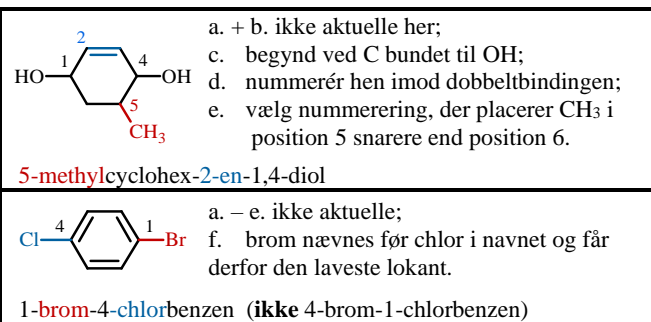 2
1
4
HO
OH
5
CH3
a. + b. ikke aktuelle her;
c. begynd ved C bundet til OH;
d. nummerér hen imod dobbeltbindingen;
e. vælg nummerering, der placerer CH3 i
position 5 snarere end position 6.
5-methylcyclohex-2-en-1,4-diol
4
1
Cl
Br
a. – e. ikke aktuelle;
f. brom nævnes før chlor i navnet og får
derfor den laveste lokant.
1-brom-4-chlorbenzen (ikke 4-brom-1-chlorbenzen)